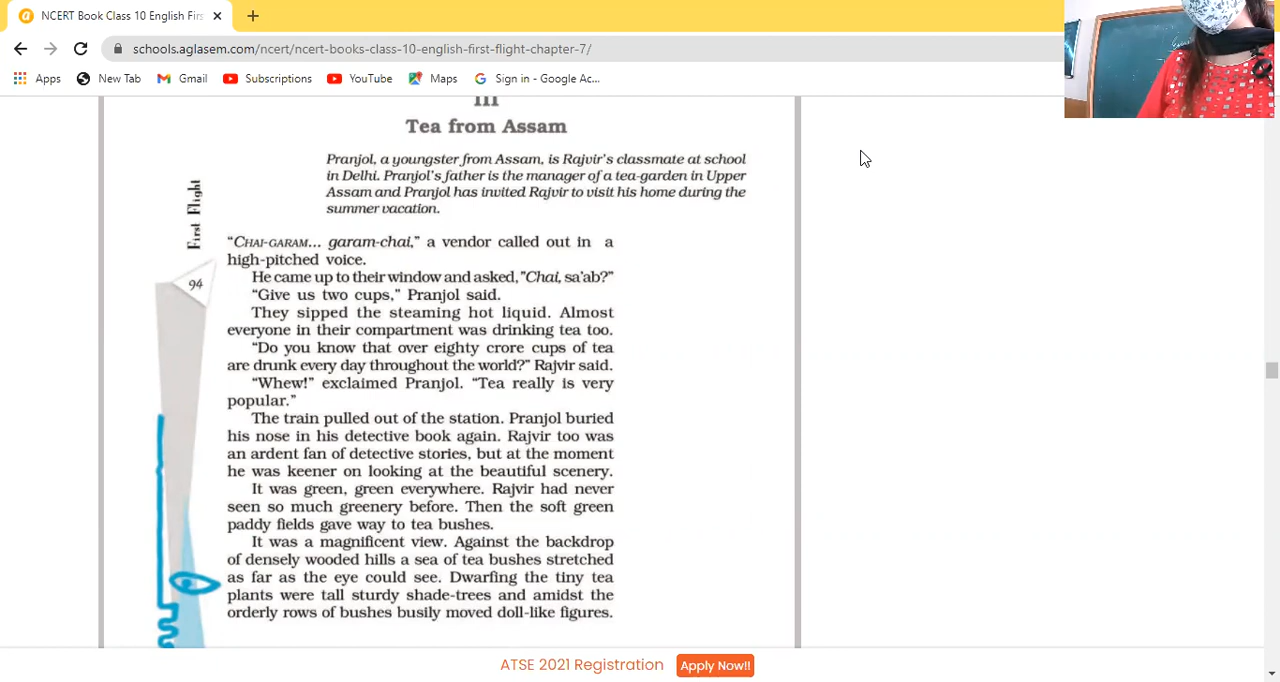 NCERT Book Class 10 English Firs
schools.aglasem.com/ncert/ncert-books-class-10-english-first-flight-chapter-7/
Apps New Tab Gmail Subscriptions YouTube Maps Sign in - Google Ac...
III
Tea from Assam
Pranjol, a youngster from Assam, is Rajvir's classmate at school
in Delhi. Pranjol's father is the manager of a tea-garden in Upper
Assam and Pranjol has invited Rajvir to visit his home during the
summer vacation.
First Flight
94
“CHAI-GARAM... garam-chai,” a vendor called out in a
high-pitched voice.
He came up to their window and asked, ”Chai, sa’ab?”
“Give us two cups,” Pranjol said.
They sipped the steaming hot liquid. Almost
everyone in their compartment was drinking tea too.
“Do you know that over eighty crore cups of tea
are drunk every day throughout the world?” Rajvir said.
“Whew!” exclaimed Pranjol. “Tea really is very
popular.”
The train pulled out of the station. Pranjol buried
his nose in his detective book again. Rajvir too was
an ardent fan of detective stories, but at the moment
he was keener on looking at the beautiful scenery.
It was green, green everywhere. Rajvir had never
seen so much greenery before. Then the soft green
paddy fields gave way to tea bushes.
It was a magnificent view. Against the backdrop
of densely wooded hills a sea of tea bushes stretched
as far as the eye could see. Dwarfing the tiny tea
plants were tall sturdy shade-trees and amidst the
orderly rows of bushes busily moved doll-like figures.
ATSE 2021 Registration Apply Now!!